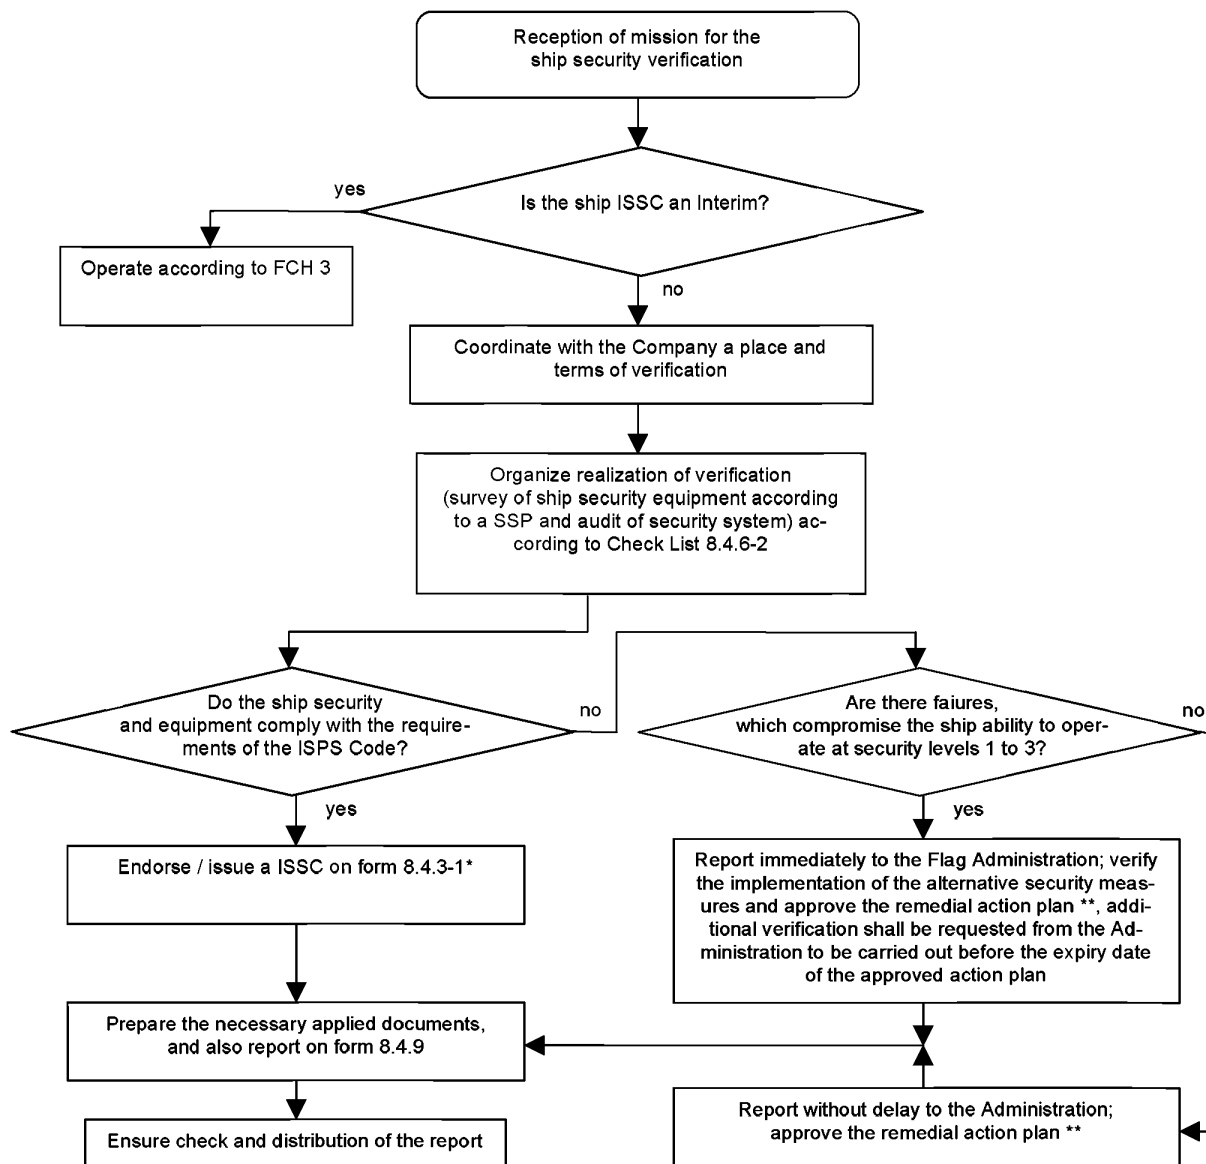 Reception of mission for the
ship security verification
yes
Is the ship ISSC an Interim?
Operate according to FCH 3
no
Coordinate with the Company a place and
terms of verification
Organize realization of verification
(survey of ship security equipment according
to a SSP and audit of security system) ac-
cording to Check List 8.4.6-2
Do the ship security
and equipment comply with the require-
ments of the ISPS Code?
no
Are there failures,
which compromise the ship ability to oper-
ate at security levels 1 to 3?
no
yes
yes
Endorse / issue a ISSC on form 8.4.3-1*
Report immediately to the Flag Administration; verify
the implementation of the alternative security meas-
ures and approve the remedial action plan **, addi-
tional verification shall be requested from the Ad-
ministration to be carried out before the expiry date
of the approved action plan
Prepare the necessary applied documents,
and also report on form 8.4.9
Report without delay to the Administration;
approve the remedial action plan **
Ensure check and distribution of the report